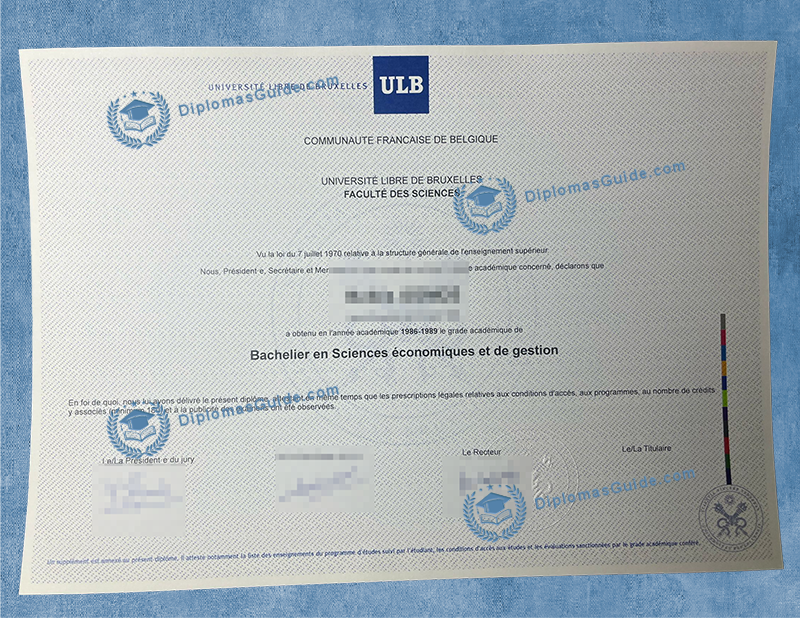 UNIVERSITÉ LIBRE DE BRUXELLES
ULB
DiplomasGuide.com
COMMUNAUTE FRANCAISE DE BELGIQUE
UNIVERSITÉ LIBRE DE BRUXELLES
FACULTÉ DES SCIENCES
DiplomasGuide.com
Vu la loi du 7 juillet 1970 relative à la structure générale de l'enseignement supérieur
Nous, Président e, Secrétaire et Mer e académique concerné, déclarons que
a obtenu en l'année académique 1986-1989 le grade académique de
Bachelier en Sciences économiques et de gestion
En foi de quoi, nous lui avons délivré le présent diplôme, en même temps que les prescriptions légales relatives aux conditions d'accès, aux programmes, au nombre de crédits
y associés et à la publicité ont été observées.
DiplomasGuide.com
Le/La Président e du jury
Le Recteur
Le/La Titulaire
DiplomasGuide.com
Un supplément est annexé au présent diplôme. Il atteste notamment la liste des enseignements du programme d'études suivi par l'étudiant, les conditions d'accès aux études et les évaluations sanctionnées par le grade académique conféré.